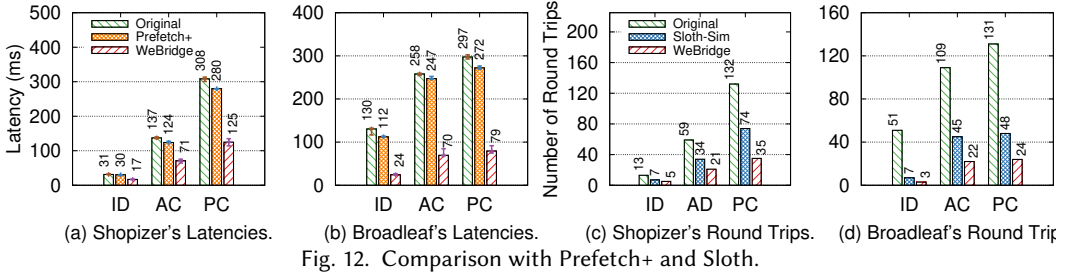 Latency (ms)
500
400
300
200
100
0
Original
Prefetch+
WeBridge
31
30
17
137
124
71
308
280
125
ID AC PC
(a) Shopizer's Latencies.
400
300
200
100
0
Original
Prefetch+
WeBridge
130
112
24
258
247
70
297
272
79
ID AC PC
(b) Broadleaf's Latencies.
Number of Round Trips
200
160
120
80
40
0
Original
Sloth-Sim
WeBridge
13
7
5
59
34
21
132
74
35
ID AD PC
(c) Shopizer's Round Trips.
160
120
80
40
0
51
7
3
109
45
22
131
48
24
ID AC PC
(d) Broadleaf's Round Trip
Fig. 12. Comparison with Prefetch+ and Sloth.